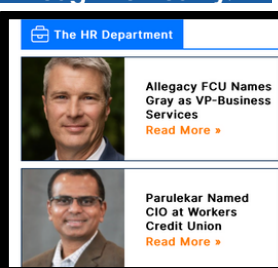 The HR Department
Allegacy FCU Names
Gray as VP-Business
Services
Read More »
Parulekar Named
CIO at Workers
Credit Union
Read More »